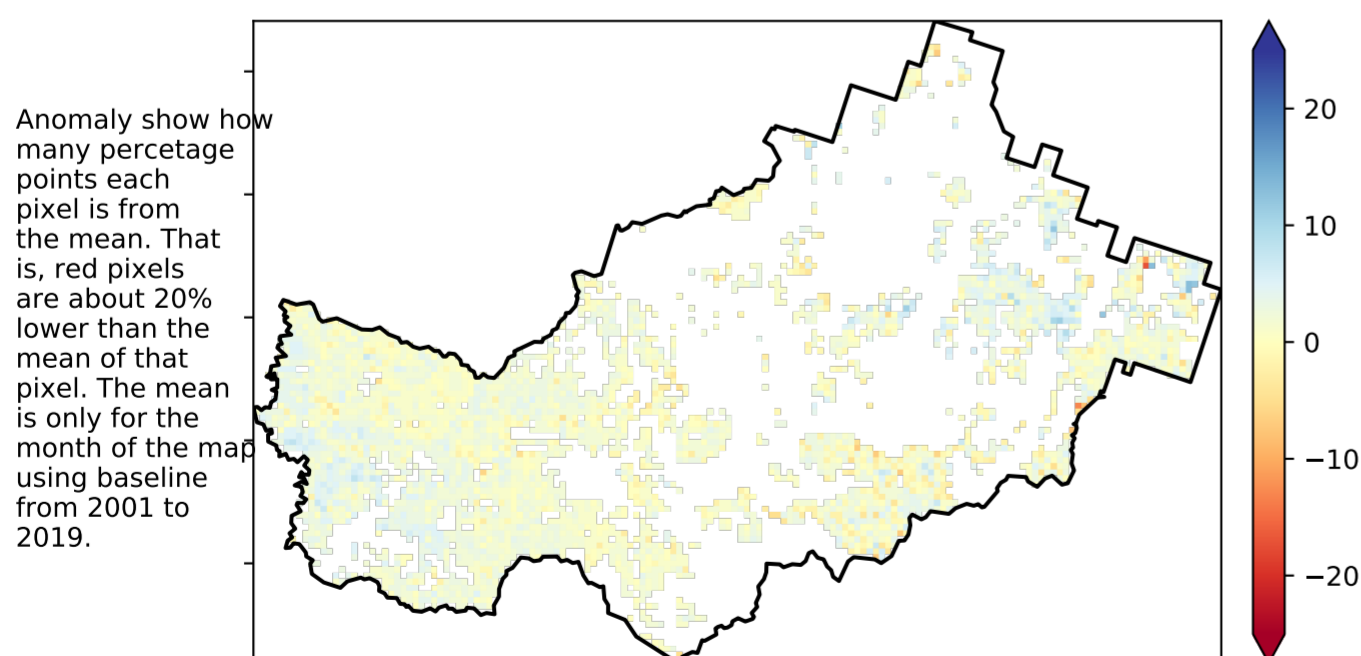 Anomaly show how
many percetage
points each
pixel is from
the mean. That
is, red pixels
are about 20%
lower than the
mean of that
pixel. The mean
is only for the
month of the map
using baseline
from 2001 to
2019.
20
10
0
−10
−20